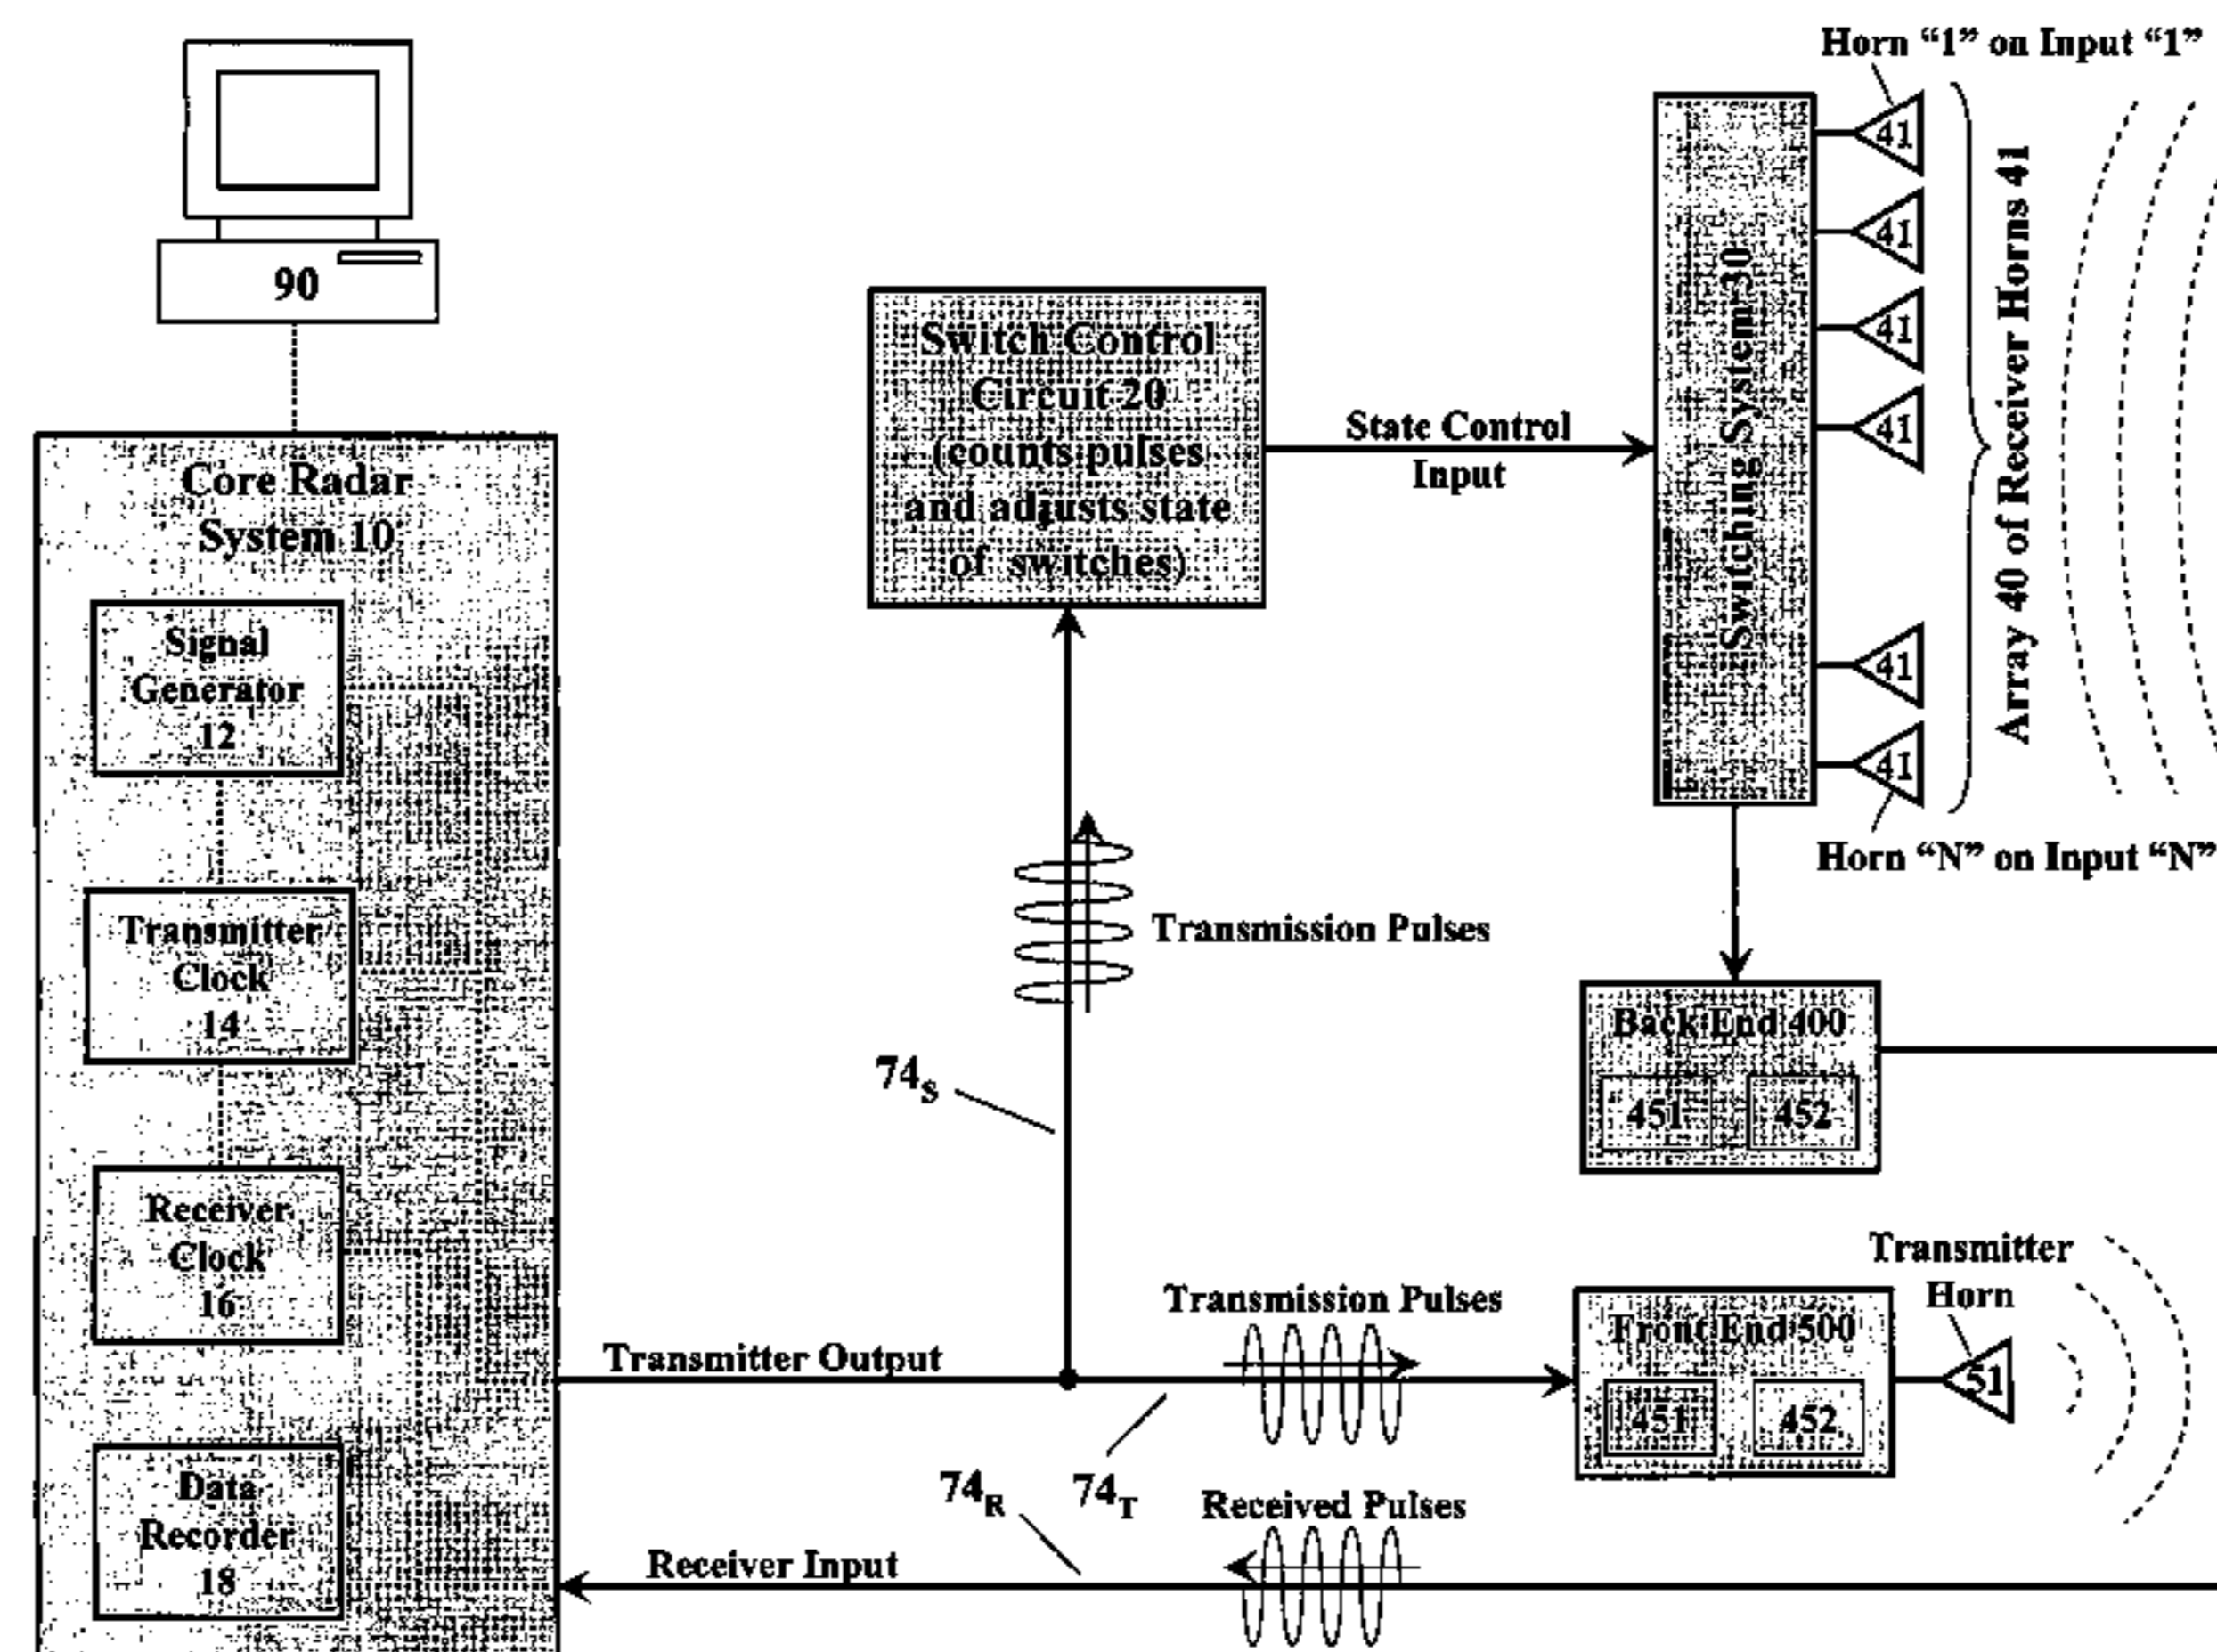 90
Core Radar
System 10
Signal
Generator
12
Transmitter
Clock
14
Receiver
Clock
16
Data
Recorder
18
Switch Control
Circuit 20
(counts pulses
and adjusts state
of switches)
State Control
Input
Switching System 30
Horn “1” on Input “1”
41
41
41
41
41
41
Array 40 of Receiver Horns 41
Horn “N” on Input “N”
Transmission Pulses
74S
Back End 400
451
452
Transmitter
Horn
Transmission Pulses
Front End 500
451
452
51
Transmitter Output
74R
74T
Received Pulses
Receiver Input